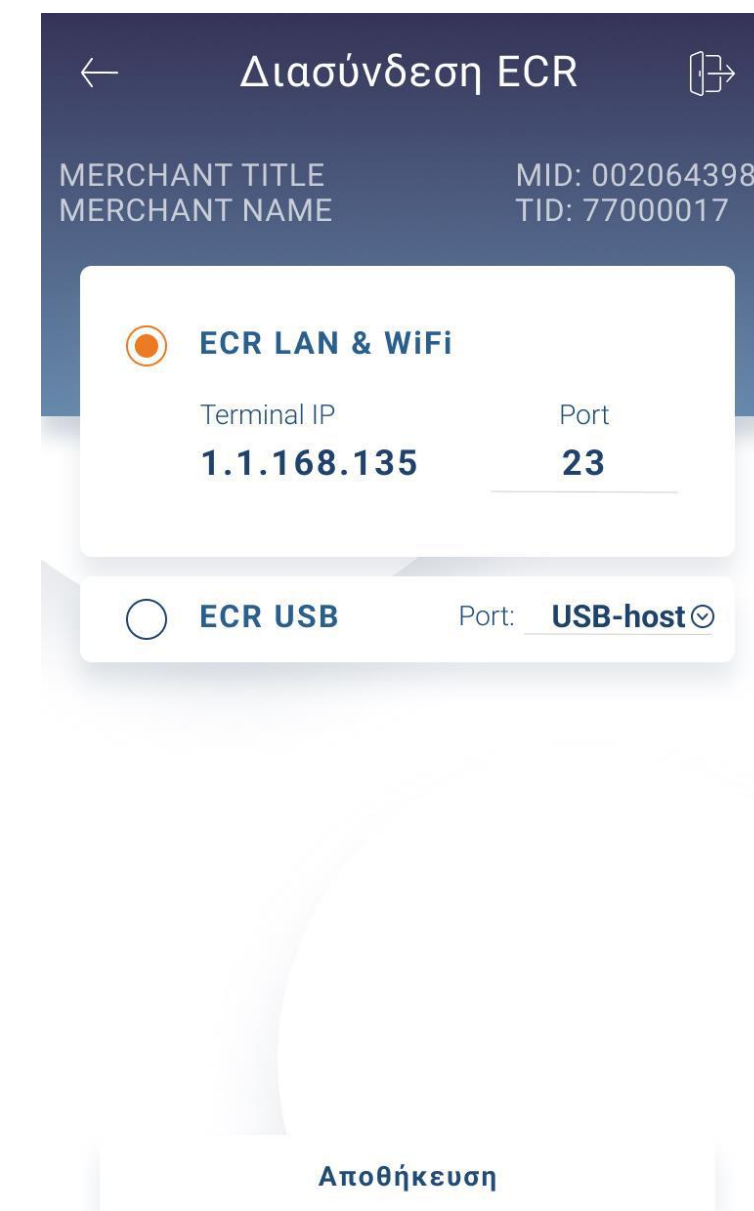 Διασύνδεση ECR
MERCHANT TITLE MID: 002064398
MERCHANT NAME TID: 77000017
ECR LAN & WiFi
Terminal IP Port
1.1.168.135 23
ECR USB Port: USB-host
Αποθήκευση